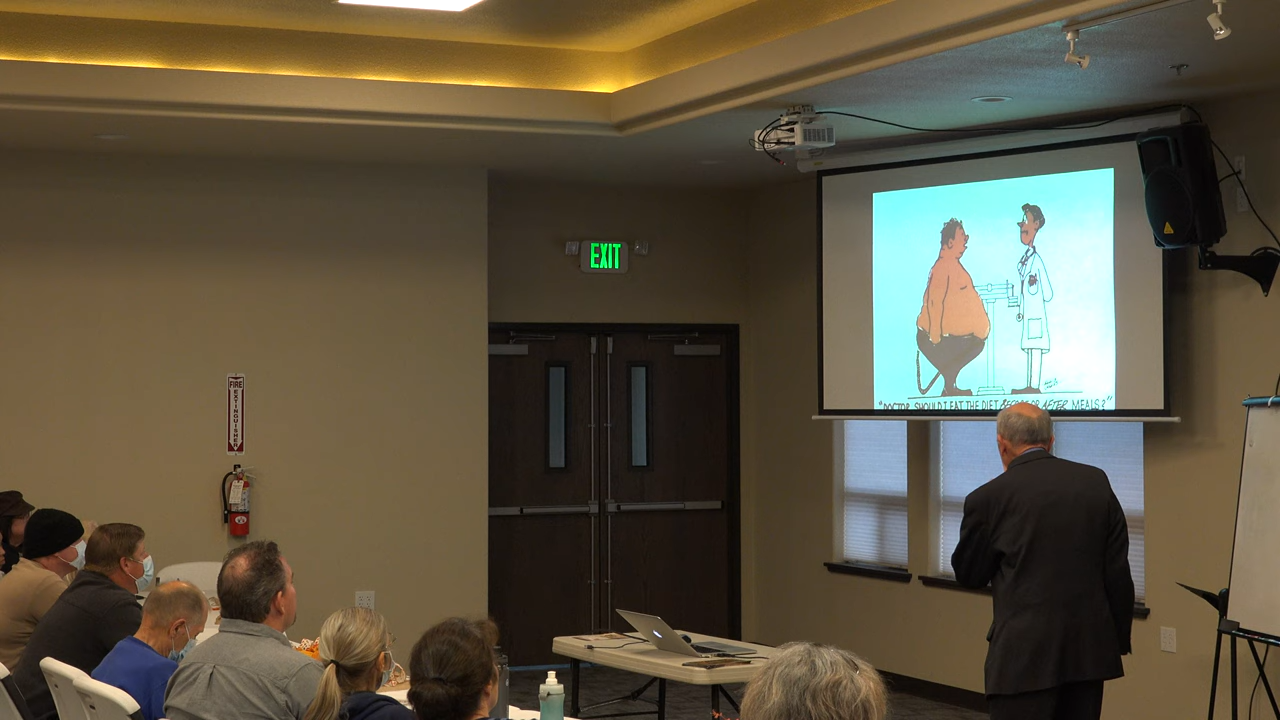 EXIT
FIRE
EXTINGUISHER
"DOCTOR, SHOULD I EAT THE DIET BEFORE OR AFTER MEALS?"